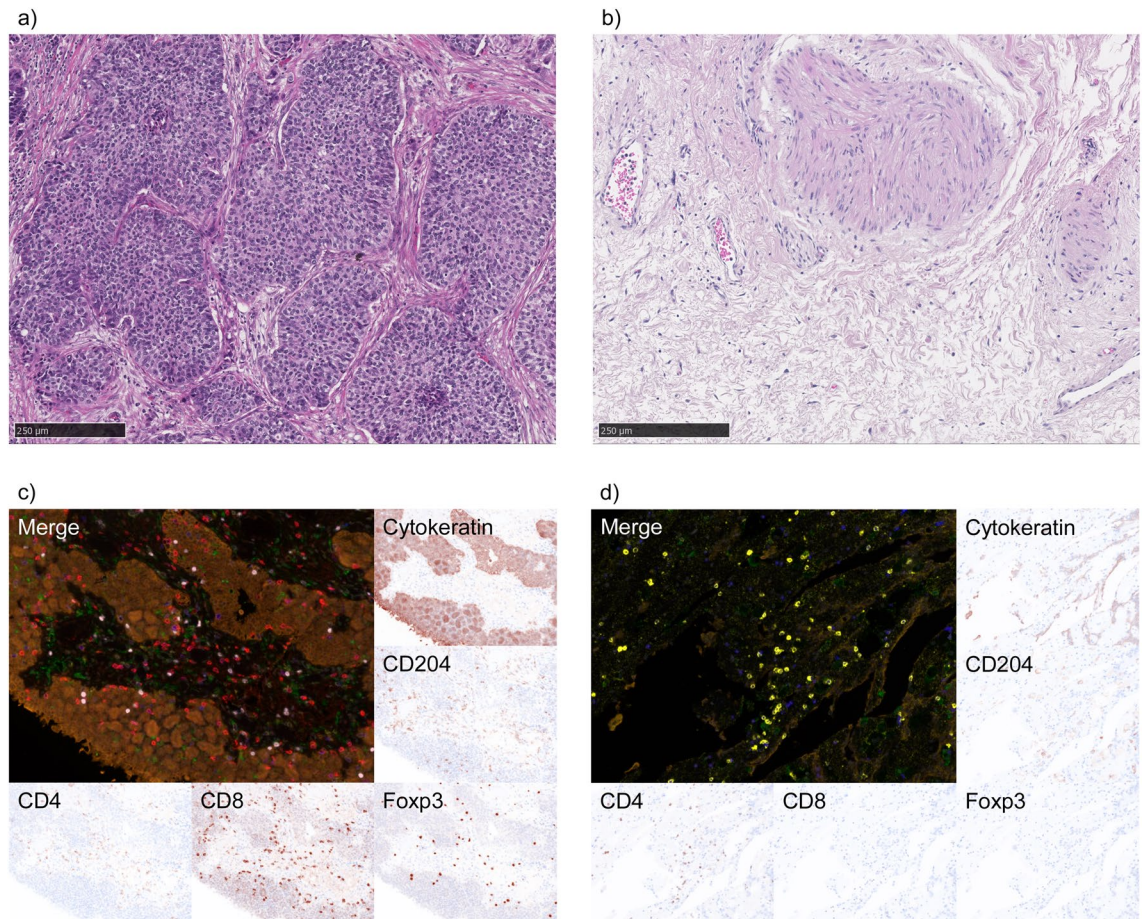 a)
b)
250 µm
250 µm
c)
d)
Merge
Cytokeratin
CD204
CD4
CD8
Foxp3
Merge
Cytokeratin
CD204
CD4
CD8
Foxp3